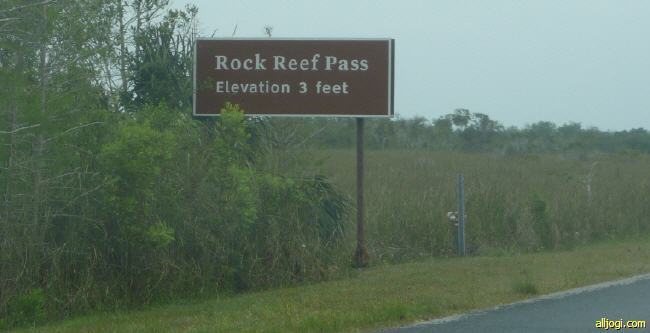 Rock Reef Pass
Elevation 3 feet
alljogi.com